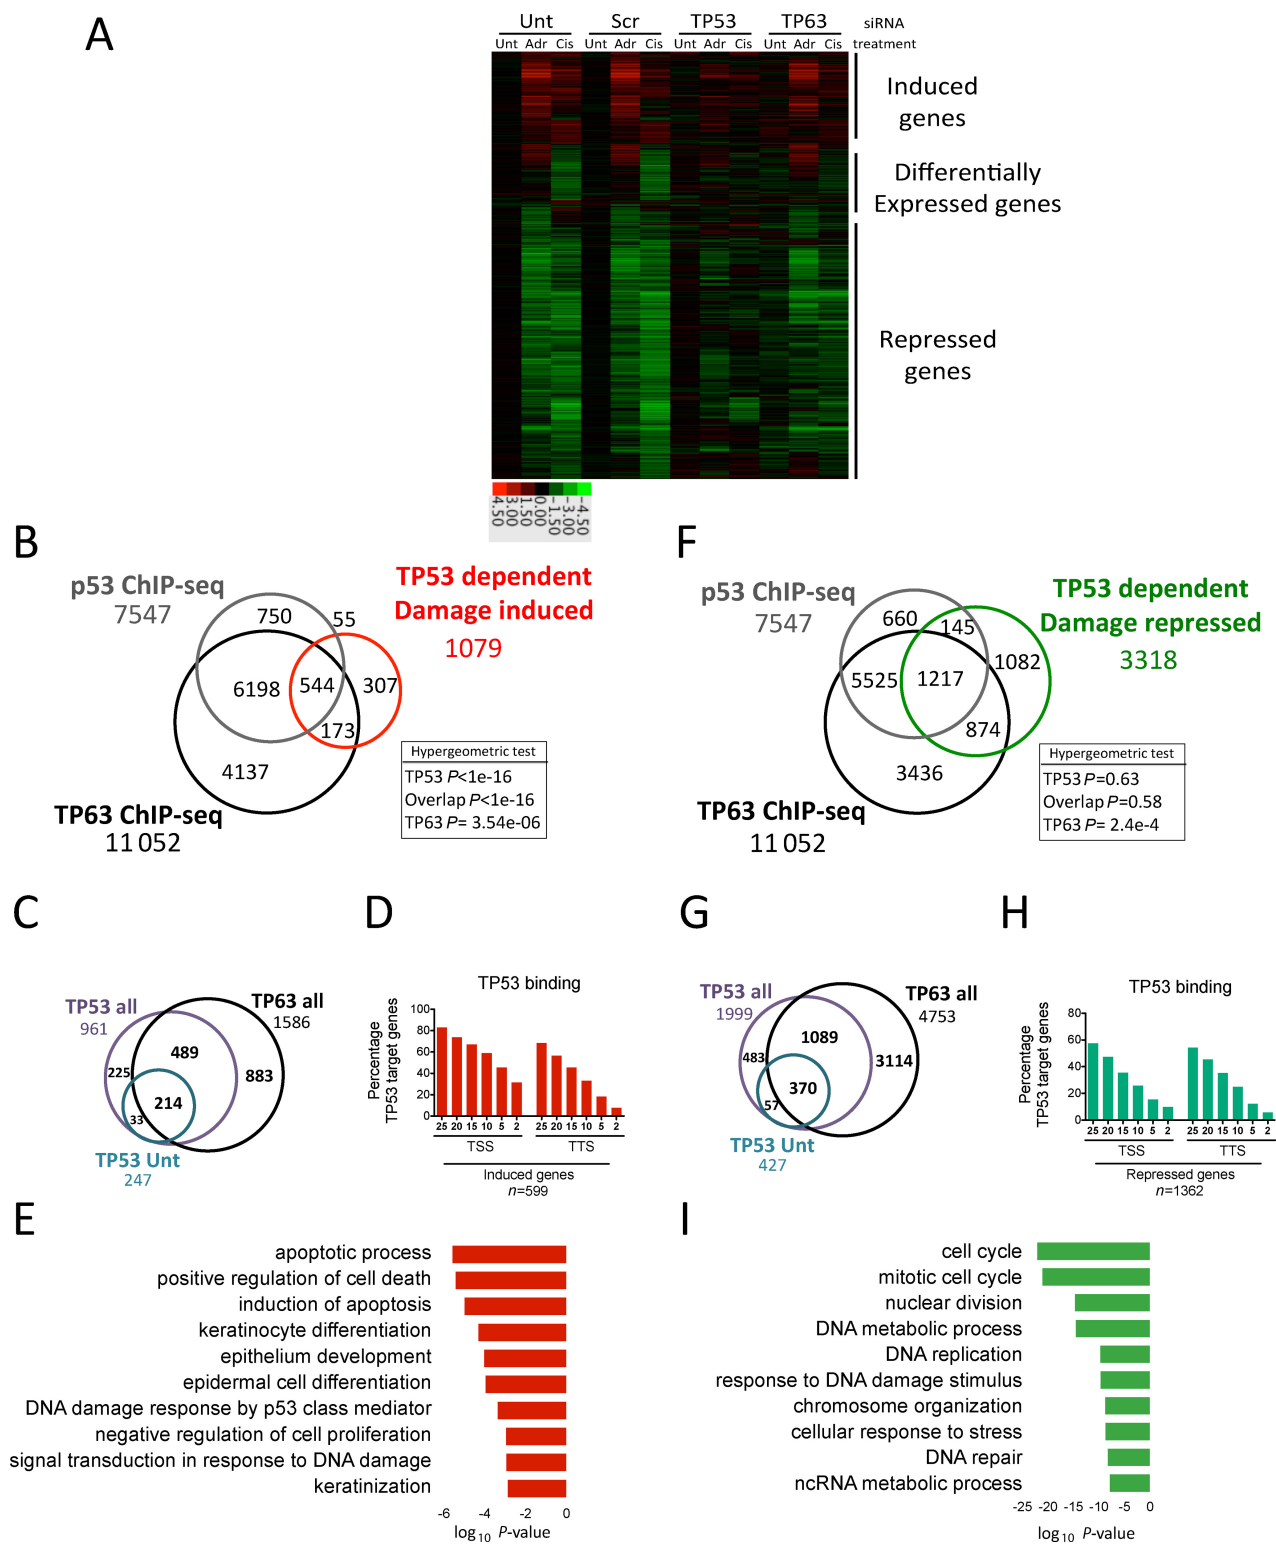 A
Unt Scr TP53 TP63 siRNA
Unt Adr Cis Unt Adr Cis Unt Adr Cis Unt Adr Cis treatment
Induced
genes
Differentially
Expressed genes
Repressed
genes
4.50
3.00
1.50
0.00
-1.50
-3.00
-4.50
B
p53 ChIP-seq
7547
TP53 dependent
Damage induced
1079
750
55
6198
544
307
173
4137
TP63 ChIP-seq
11 052
Hypergeometric test
TP53 P<1e-16
Overlap P<1e-16
TP63 P= 3.54e-06
F
p53 ChIP-seq
7547
TP53 dependent
Damage repressed
3318
660
145
1082
5525
1217
874
3436
TP63 ChIP-seq
11 052
Hypergeometric test
TP53 P=0.63
Overlap P=0.58
TP63 P= 2.4e-4
C
TP53 all
961
TP63 all
1586
489
225
883
214
33
TP53 Unt
247
D
TP53 binding
Percentage
TP53 target genes
100
80
60
40
20
0
25 20 15 10 5 2 25 20 15 10 5 2
TSS TTS
Induced genes
n=599
G
TP53 all
1999
TP63 all
4753
1089
483
3114
370
57
TP53 Unt
427
H
TP53 binding
Percentage
TP53 target genes
80
60
40
20
0
25 20 15 10 5 2 25 20 15 10 5 2
TSS TTS
Repressed genes
n=1362
E
apoptotic process
positive regulation of cell death
induction of apoptosis
keratinocyte differentiation
epithelium development
epidermal cell differentiation
DNA damage response by p53 class mediator
negative regulation of cell proliferation
signal transduction in response to DNA damage
keratinization
-6 -4 -2 0
log10 P-value
I
cell cycle
mitotic cell cycle
nuclear division
DNA metabolic process
DNA replication
response to DNA damage stimulus
chromosome organization
cellular response to stress
DNA repair
ncRNA metabolic process
-25 -20 -15 -10 -5 0
log10 P-value